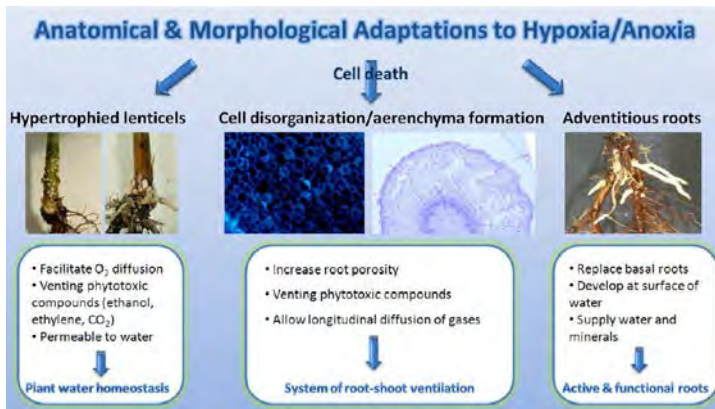 Anatomical & Morphological Adaptations to Hypoxia/Anoxia
Cell death
Hypertrophied lenticels
Cell disorganization/aerenchyma formation
Adventitious roots
• Facilitate O₂ diffusion
• Venting phytotoxic
compounds (ethanol,
ethylene, CO₂)
• Permeable to water
Plant water homeostasis
• Increase root porosity
• Venting phytotoxic compounds
• Allow longitudinal diffusion of gases
System of root-shoot ventilation
• Replace basal roots
• Develop at surface of
water
• Supply water and
minerals
Active & functional roots